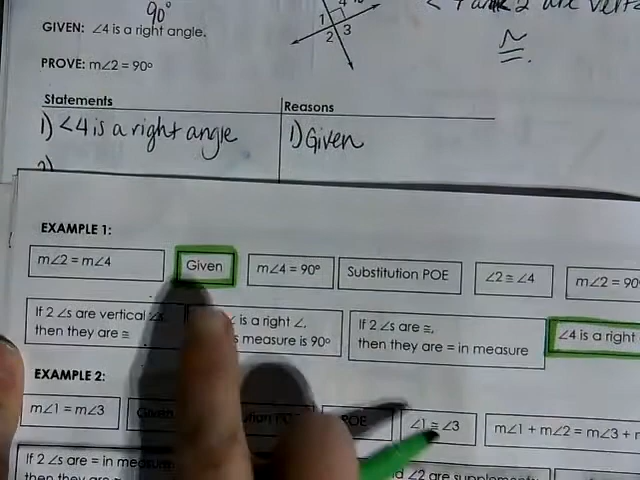 90°
GIVEN: ∠4 is a right angle.
1 2 3
PROVE: m∠2 = 90°
≅
Statements
Reasons
1) ∠4 is a right angle
1) Given
2)
EXAMPLE 1:
m∠2 = m∠4
Given
m∠4 = 90°
Substitution POE
∠2 ≅ ∠4
m∠2 = 90
If 2 ∠s are vertical
then they are ≅
is a right ∠,
measure is 90°
If 2 ∠s are ≅,
then they are = in measure
∠4 is a right
EXAMPLE 2:
m∠1 = m∠3
Given
POE
∠1 ≅ ∠3
m∠1 + m∠2 = m∠3 +
If 2 ∠s are = in measure
then they are
∠2 are